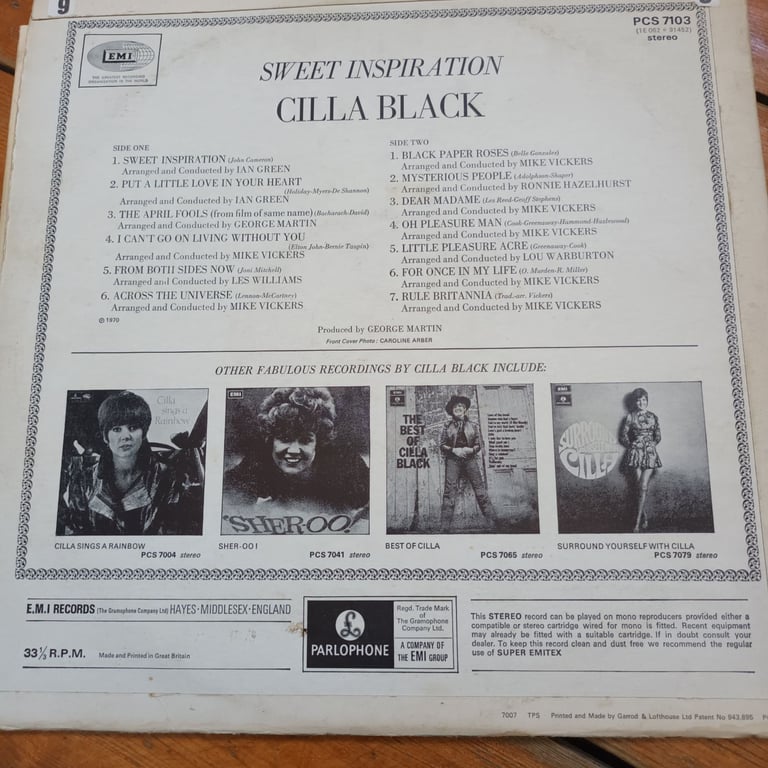 9
PCS 7103
(1E 062 o 91452)
stereo
EMI
THE GREATEST RECORDING
ORGANISATION IN THE WORLD
SWEET INSPIRATION
CILLA BLACK
SIDE ONE
1. SWEET INSPIRATION (John Cameron)
Arranged and Conducted by IAN GREEN
2. PUT A LITTLE LOVE IN YOUR HEART
(Holiday-Myers-De Shannon)
Arranged and Conducted by IAN GREEN
3. THE APRIL FOOLS (from film of same name) (Bacharach-David)
Arranged and Conducted by GEORGE MARTIN
4. I CAN'T GO ON LIVING WITHOUT YOU
(Elton John-Bernie Taupin)
Arranged and Conducted by MIKE VICKERS
5. FROM BOTH SIDES NOW (Joni Mitchell)
Arranged and Conducted by LES WILLIAMS
6. ACROSS THE UNIVERSE (Lennon-McCartney)
Arranged and Conducted by MIKE VICKERS
℗ 1970
SIDE TWO
1. BLACK PAPER ROSES (Belle Gonzalez)
Arranged and Conducted by MIKE VICKERS
2. MYSTERIOUS PEOPLE (Adolphson-Shaper)
Arranged and Conducted by RONNIE HAZELHURST
3. DEAR MADAME (Les Reed-Geoff Stephens)
Arranged and Conducted by MIKE VICKERS
4. OH PLEASURE MAN (Cook-Greenaway-Hammond-Hazlewood)
Arranged and Conducted by MIKE VICKERS
5. LITTLE PLEASURE ACRE (Greenaway-Cook)
Arranged and Conducted by LOU WARBURTON
6. FOR ONCE IN MY LIFE (O. Murden-R. Miller)
Arranged and Conducted by MIKE VICKERS
7. RULE BRITANNIA (Trad.-arr. Vickers)
Arranged and Conducted by MIKE VICKERS
Produced by GEORGE MARTIN
Front Cover Photo: CAROLINE ARBER
OTHER FABULOUS RECORDINGS BY CILLA BLACK INCLUDE:
Cilla
sings a
Rainbow
EMI
SHER-OO!
THE
BEST
OF
CILLA
BLACK
EMI
CILLA
CILLA SINGS A RAINBOW
PCS 7004 stereo
SHER-OO !
PCS 7041 stereo
BEST OF CILLA
PCS 7065 stereo
SURROUND YOURSELF WITH CILLA
PCS 7079 stereo
E.M.I RECORDS (The Gramophone Company Ltd) HAYES · MIDDLESEX · ENGLAND
33⅓ R.P.M. Made and Printed in Great Britain
£
PARLOPHONE
Regd. Trade Mark
of The
Gramophone
Company Ltd.
A COMPANY OF
THE EMI GROUP
This STEREO record can be played on mono reproducers provided either a
compatible or stereo cartridge wired for mono is fitted. Recent equipment
may already be fitted with a suitable cartridge. If in doubt consult your
dealer. To keep this record clean and dust free we recommend the regular
use of SUPER EMITEX
7007 TPS Printed and Made by Garrod & Lofthouse Ltd Patent No 943,895